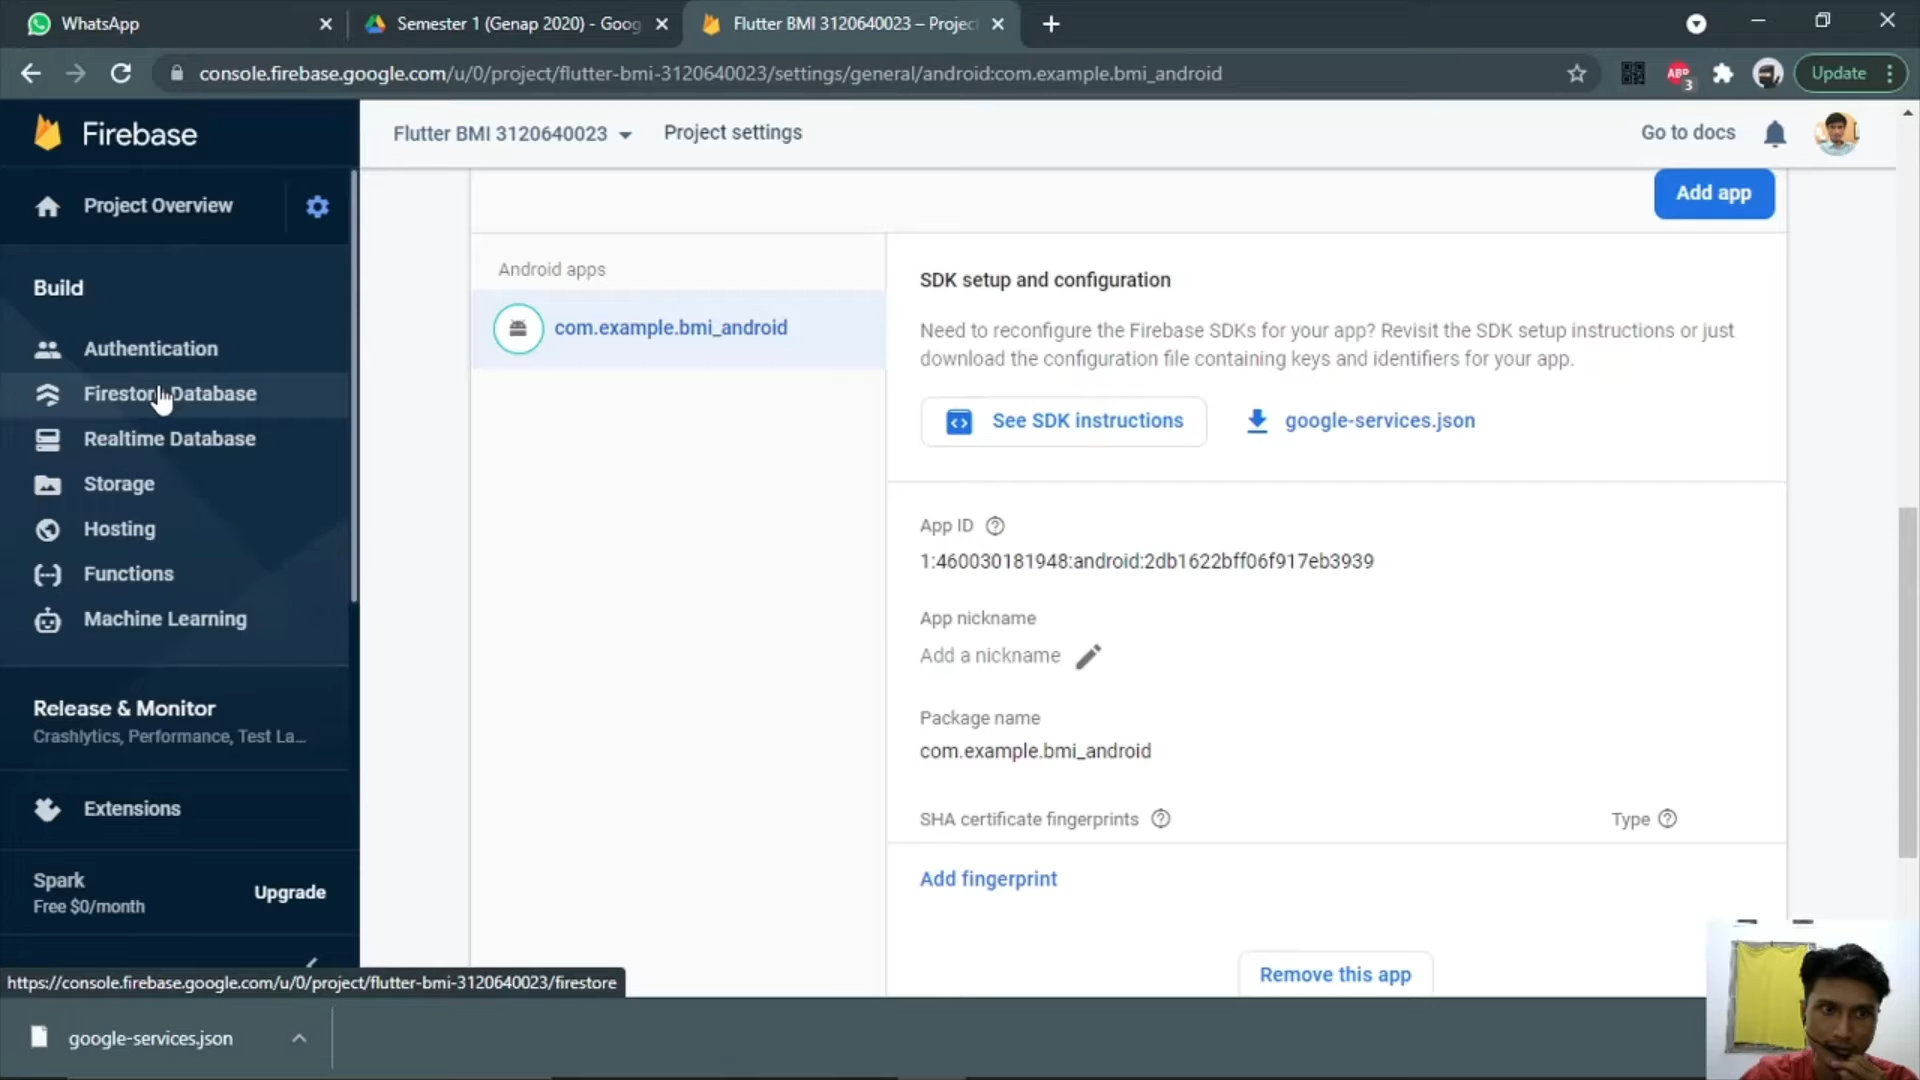 WhatsApp
Semester 1 (Genap 2020) - Goog
Flutter BMI 3120640023 – Projec
console.firebase.google.com/u/0/project/flutter-bmi-3120640023/settings/general/android:com.example.bmi_android
ABP
3
Update
Firebase
Flutter BMI 3120640023
Project settings
Go to docs
Project Overview
Add app
Build
Authentication
Firestore Database
Realtime Database
Storage
Hosting
Functions
Machine Learning
Release & Monitor
Crashlytics, Performance, Test La...
Extensions
Spark
Free $0/month
Upgrade
Android apps
com.example.bmi_android
SDK setup and configuration
Need to reconfigure the Firebase SDKs for your app? Revisit the SDK setup instructions or just
download the configuration file containing keys and identifiers for your app.
See SDK instructions
google-services.json
App ID
1:460030181948:android:2db1622bff06f917eb3939
App nickname
Add a nickname
Package name
com.example.bmi_android
SHA certificate fingerprints
Type
Add fingerprint
Remove this app
https://console.firebase.google.com/u/0/project/flutter-bmi-3120640023/firestore
google-services.json